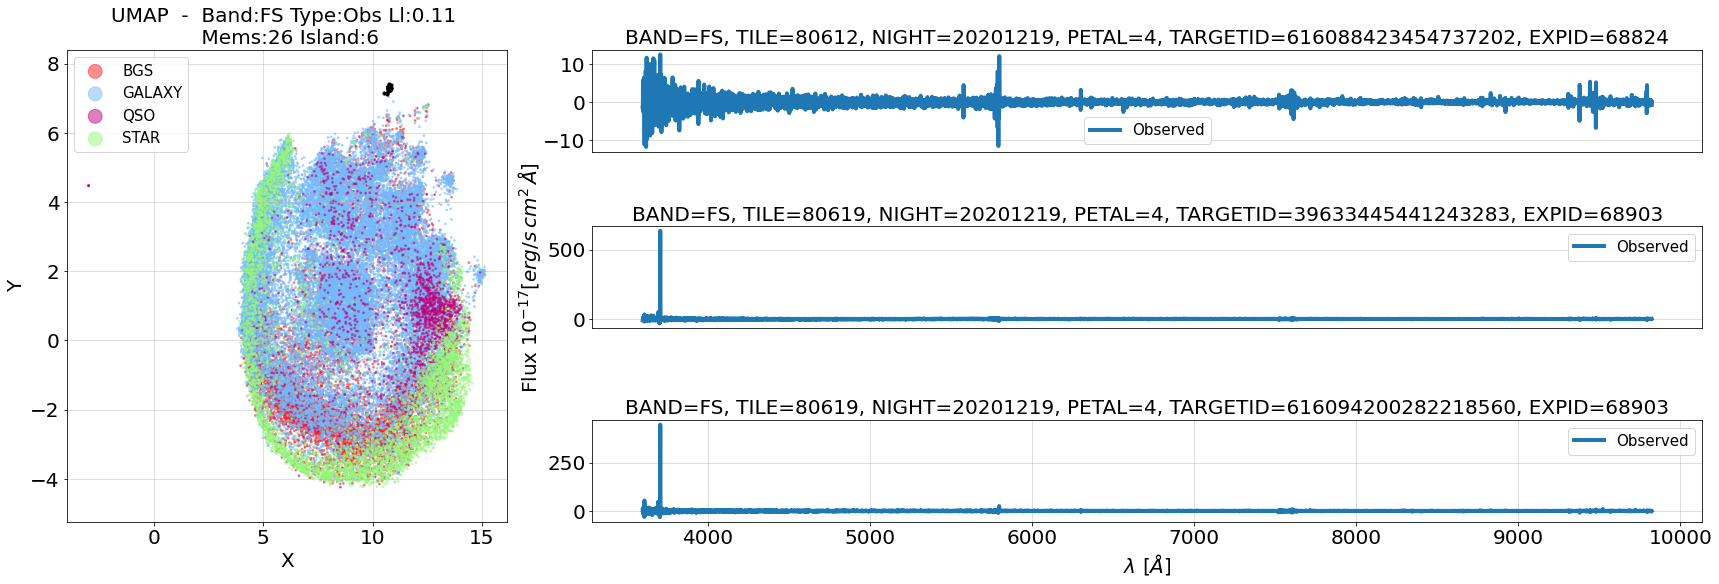 UMAP - Band:FS Type:Obs Ll:0.11
Mems:26 Island:6
BGS
GALAXY
QSO
STAR
8
6
4
2
0
−2
−4
Y
0
5
10
15
X
BAND=FS, TILE=80612, NIGHT=20201219, PETAL=4, TARGETID=616088423454737202, EXPID=68824
10
0
−10
Observed
BAND=FS, TILE=80619, NIGHT=20201219, PETAL=4, TARGETID=39633445441243283, EXPID=68903
500
0
Observed
Flux 10^{-17}[erg/s cm^2 Å]
BAND=FS, TILE=80619, NIGHT=20201219, PETAL=4, TARGETID=616094200282218560, EXPID=68903
250
0
Observed
4000
5000
6000
7000
8000
9000
10000
λ [Å]